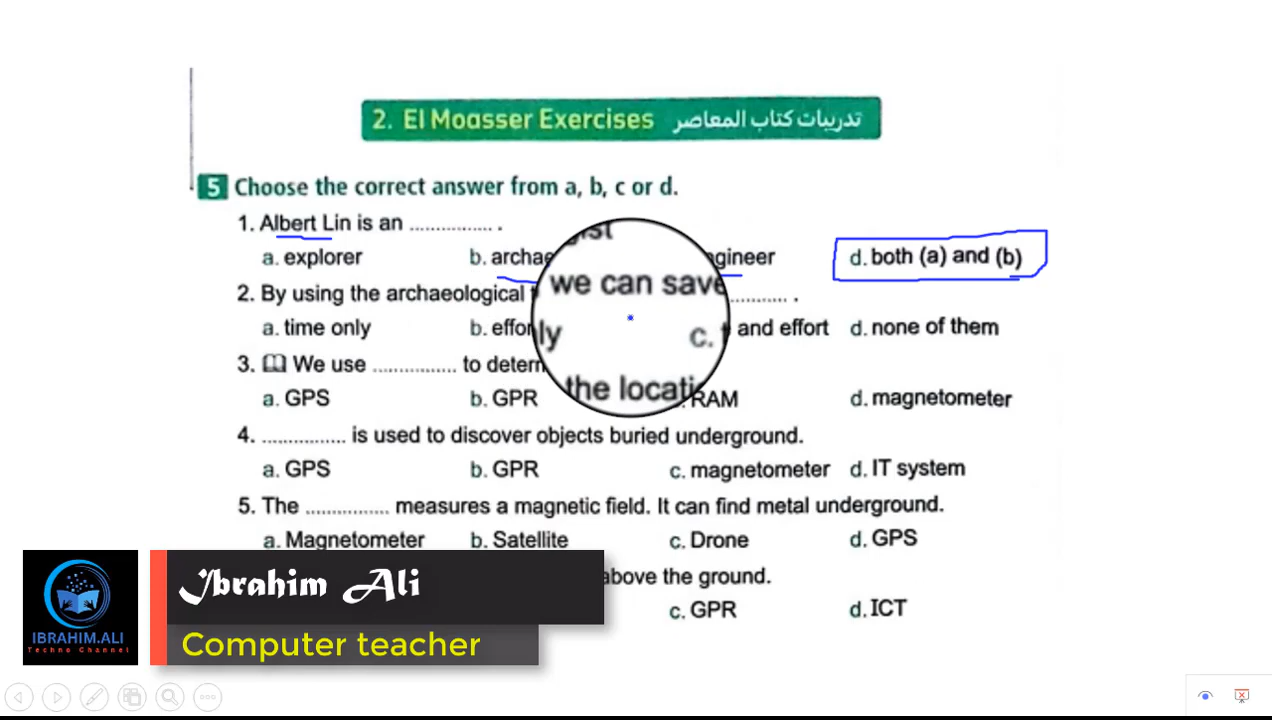 2. El Moasser Exercises تدريبات كتاب المعاصر
5 Choose the correct answer from a, b, c or d.
1. Albert Lin is an ................ .
a. explorer b. archae gineer d. both (a) and (b)
2. By using the archaeological we can save ............ .
a. time only b. effor ly c. and effort d. none of them
3. We use ................ to determ the locati
a. GPS b. GPR RAM d. magnetometer
4. ................ is used to discover objects buried underground.
a. GPS b. GPR c. magnetometer d. IT system
5. The ................ measures a magnetic field. It can find metal underground.
a. Magnetometer b. Satellite c. Drone d. GPS
above the ground.
c. GPR d. ICT
Ibrahim Ali
Computer teacher
IBRAHIM.ALI
Techno Channel